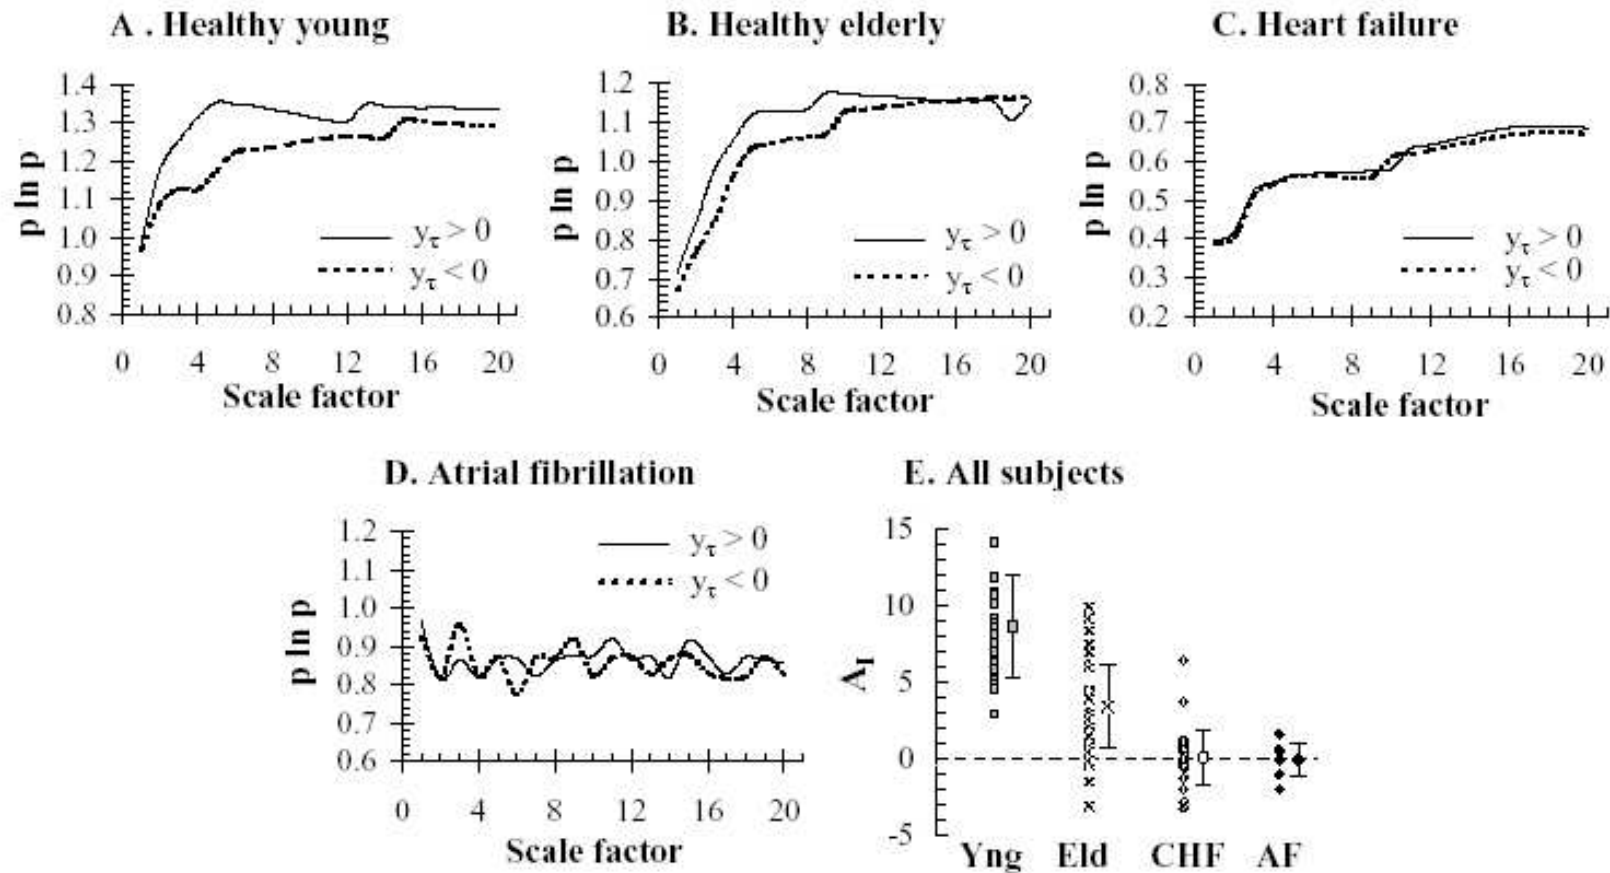 A . Healthy young
B. Healthy elderly
C. Heart failure
1.4
1.3
1.2
1.1
1.0
0.9
0.8
p ln p
yτ > 0
yτ < 0
0 4 8 12 16 20
Scale factor
1.2
1.1
1.0
0.9
0.8
0.7
0.6
p ln p
yτ > 0
yτ < 0
0 4 8 12 16 20
Scale factor
0.8
0.7
0.6
0.5
0.4
0.3
0.2
p ln p
yτ > 0
yτ < 0
0 4 8 12 16 20
Scale factor
D. Atrial fibrillation
E. All subjects
1.2
1.1
1.0
0.9
0.8
0.7
0.6
p ln p
yτ > 0
yτ < 0
0 4 8 12 16 20
Scale factor
15
10
5
0
-5
AI
Yng Eld CHF AF